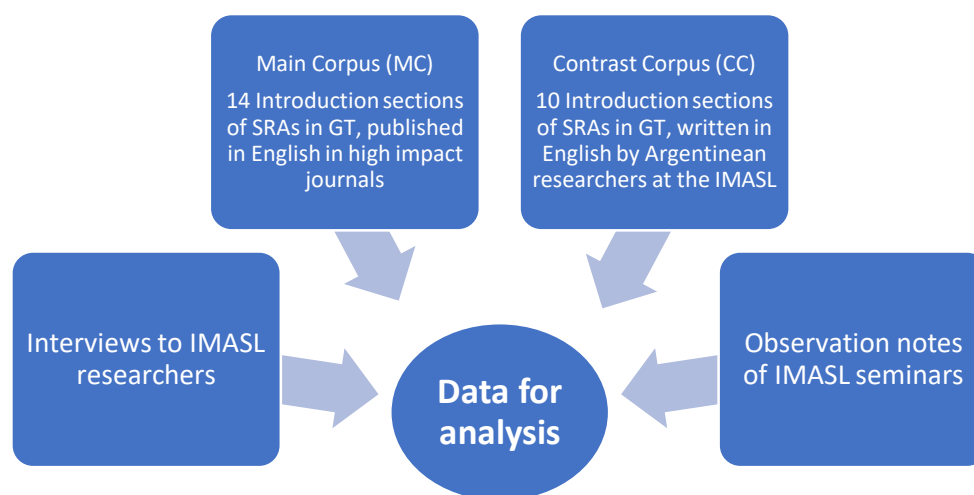 Main Corpus (MC)
14 Introduction sections
of SRAs in GT, published
in English in high impact
journals
Contrast Corpus (CC)
10 Introduction sections
of SRAs in GT, written in
English by Argentinean
researchers at the IMASL
Interviews to IMASL
researchers
Data for
analysis
Observation notes
of IMASL seminars